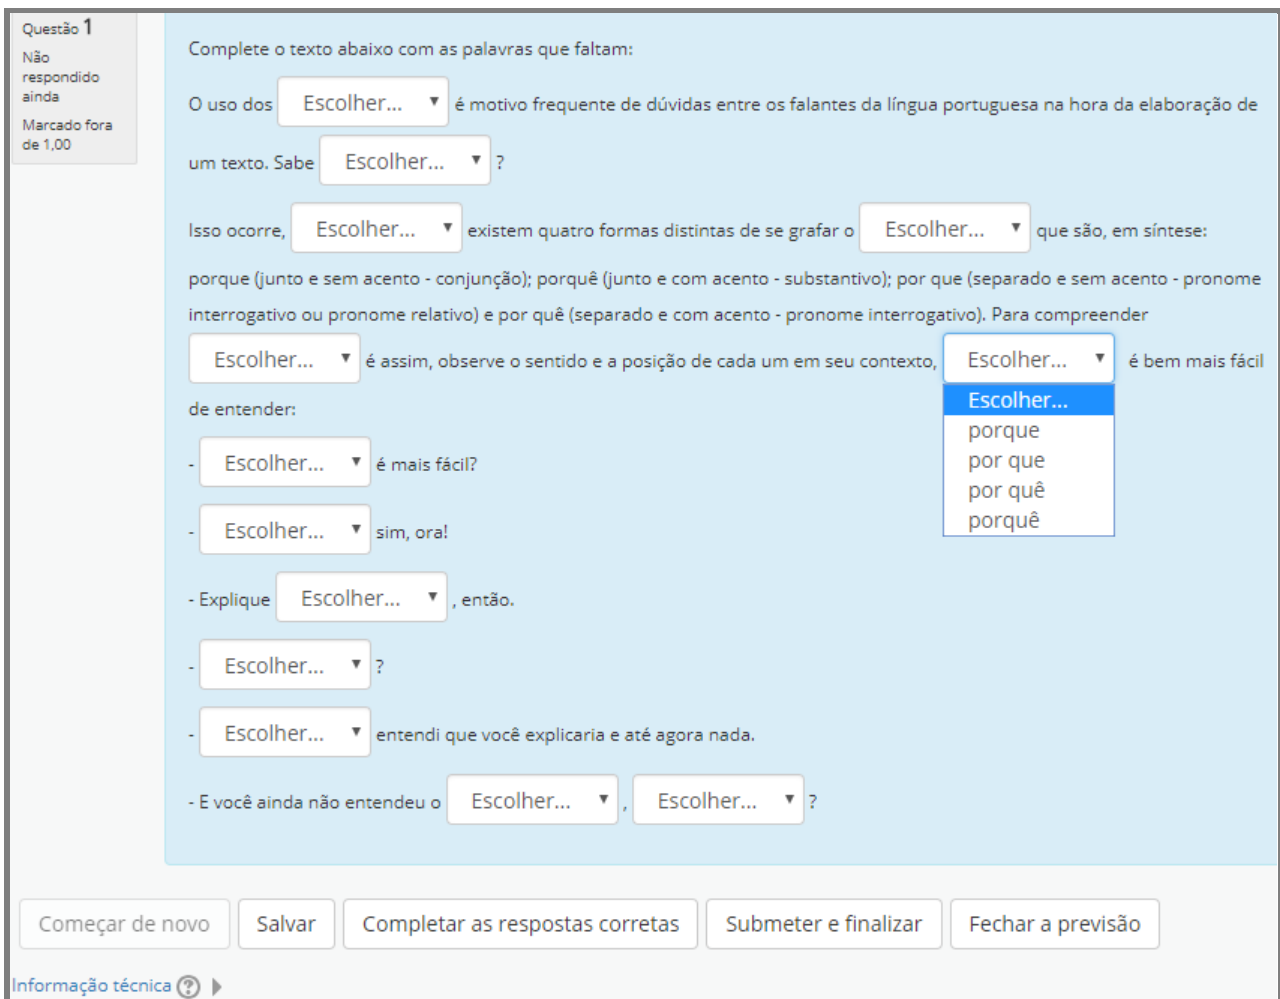 Questão 1
Não
respondido
ainda
Marcado fora
de 1,00
Complete o texto abaixo com as palavras que faltam:
O uso dos Escolher... é motivo frequente de dúvidas entre os falantes da língua portuguesa na hora da elaboração de
um texto. Sabe Escolher... ?
Isso ocorre, Escolher... existem quatro formas distintas de se grafar o Escolher... que são, em síntese:
porque (junto e sem acento - conjunção); porquê (junto e com acento - substantivo); por que (separado e sem acento - pronome
interrogativo ou pronome relativo) e por quê (separado e com acento - pronome interrogativo). Para compreender
Escolher... é assim, observe o sentido e a posição de cada um em seu contexto, Escolher... é bem mais fácil
de entender:
Escolher...
porque
por que
por quê
porquê
- Escolher... é mais fácil?
- Escolher... sim, ora!
- Explique Escolher... , então.
- Escolher... ?
- Escolher... entendi que você explicaria e até agora nada.
- E você ainda não entendeu o Escolher... , Escolher... ?
Começar de novo Salvar Completar as respostas corretas Submeter e finalizar Fechar a previsão
Informação técnica ?